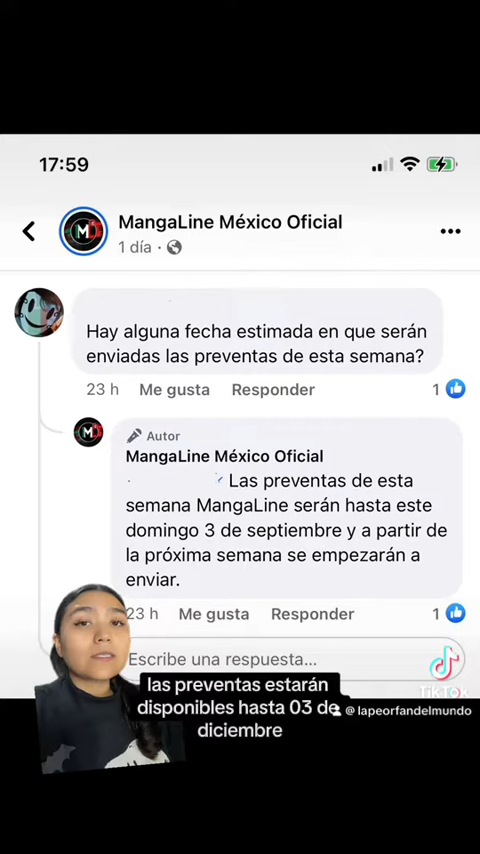 17:59
MangaLine México Oficial
1 día ·
Hay alguna fecha estimada en que serán
enviadas las preventas de esta semana?
23 h Me gusta Responder 1
Autor
MangaLine México Oficial
Las preventas de esta
semana MangaLine serán hasta este
domingo 3 de septiembre y a partir de
la próxima semana se empezarán a
enviar.
23 h Me gusta Responder 1
Escribe una respuesta...
TikTok
@lapeorfandelmundo
las preventas estarán
disponibles hasta 03 de
diciembre